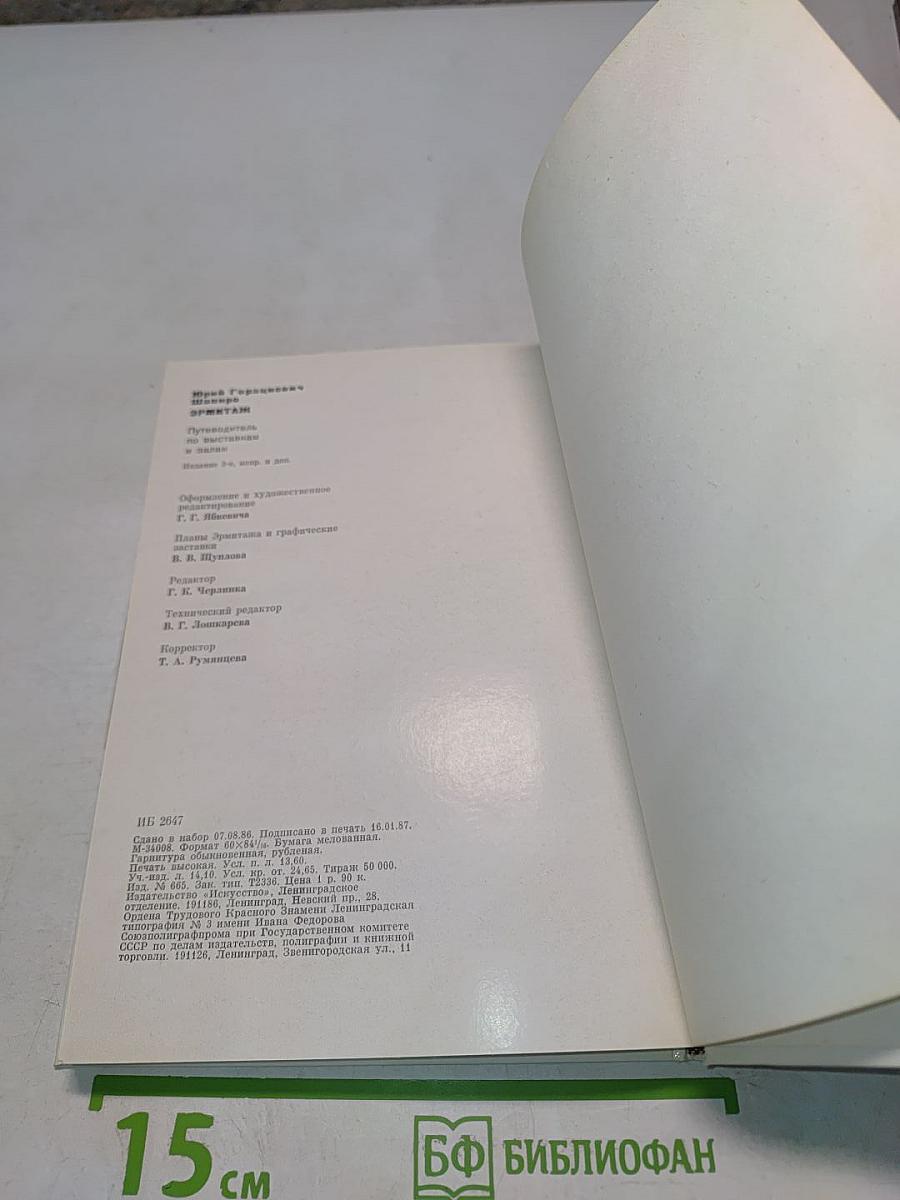 Юрий Горациевич
Шапиро
ЭРМИТАЖ
Путеводитель
по выставкам
и залам
Издание 3-е, испр. и доп.
Оформление и художественное
редактирование
Г. Г. Ябкевича
Планы Эрмитажа и графические
заставки
В. В. Щуплова
Редактор
Г. К. Черлинка
Технический редактор
В. Г. Лошкарева
Корректор
Т. А. Румянцева
ИБ 2647
Сдано в набор 07.08.86. Подписано в печать 16.01.87.
М-34008. Формат 60×84¹/₁₆. Бумага мелованная.
Гарнитура обыкновенная, рубленая.
Печать высокая. Усл. п. л. 13,60.
Уч.-изд. л. 14,10. Усл. кр. от. 24,65. Тираж 50 000.
Изд. № 665. Зак. тип. Т2336. Цена 1 р. 90 к.
Издательство «Искусство», Ленинградское
отделение. 191186, Ленинград, Невский пр., 28.
Ордена Трудового Красного Знамени Ленинградская
типография № 3 имени Ивана Федорова
Союзполиграфпрома при Государственном комитете
СССР по делам издательств, полиграфии и книжной
торговли. 191126, Ленинград, Звенигородская ул., 11
15 см
БФ БИБЛИОФАН